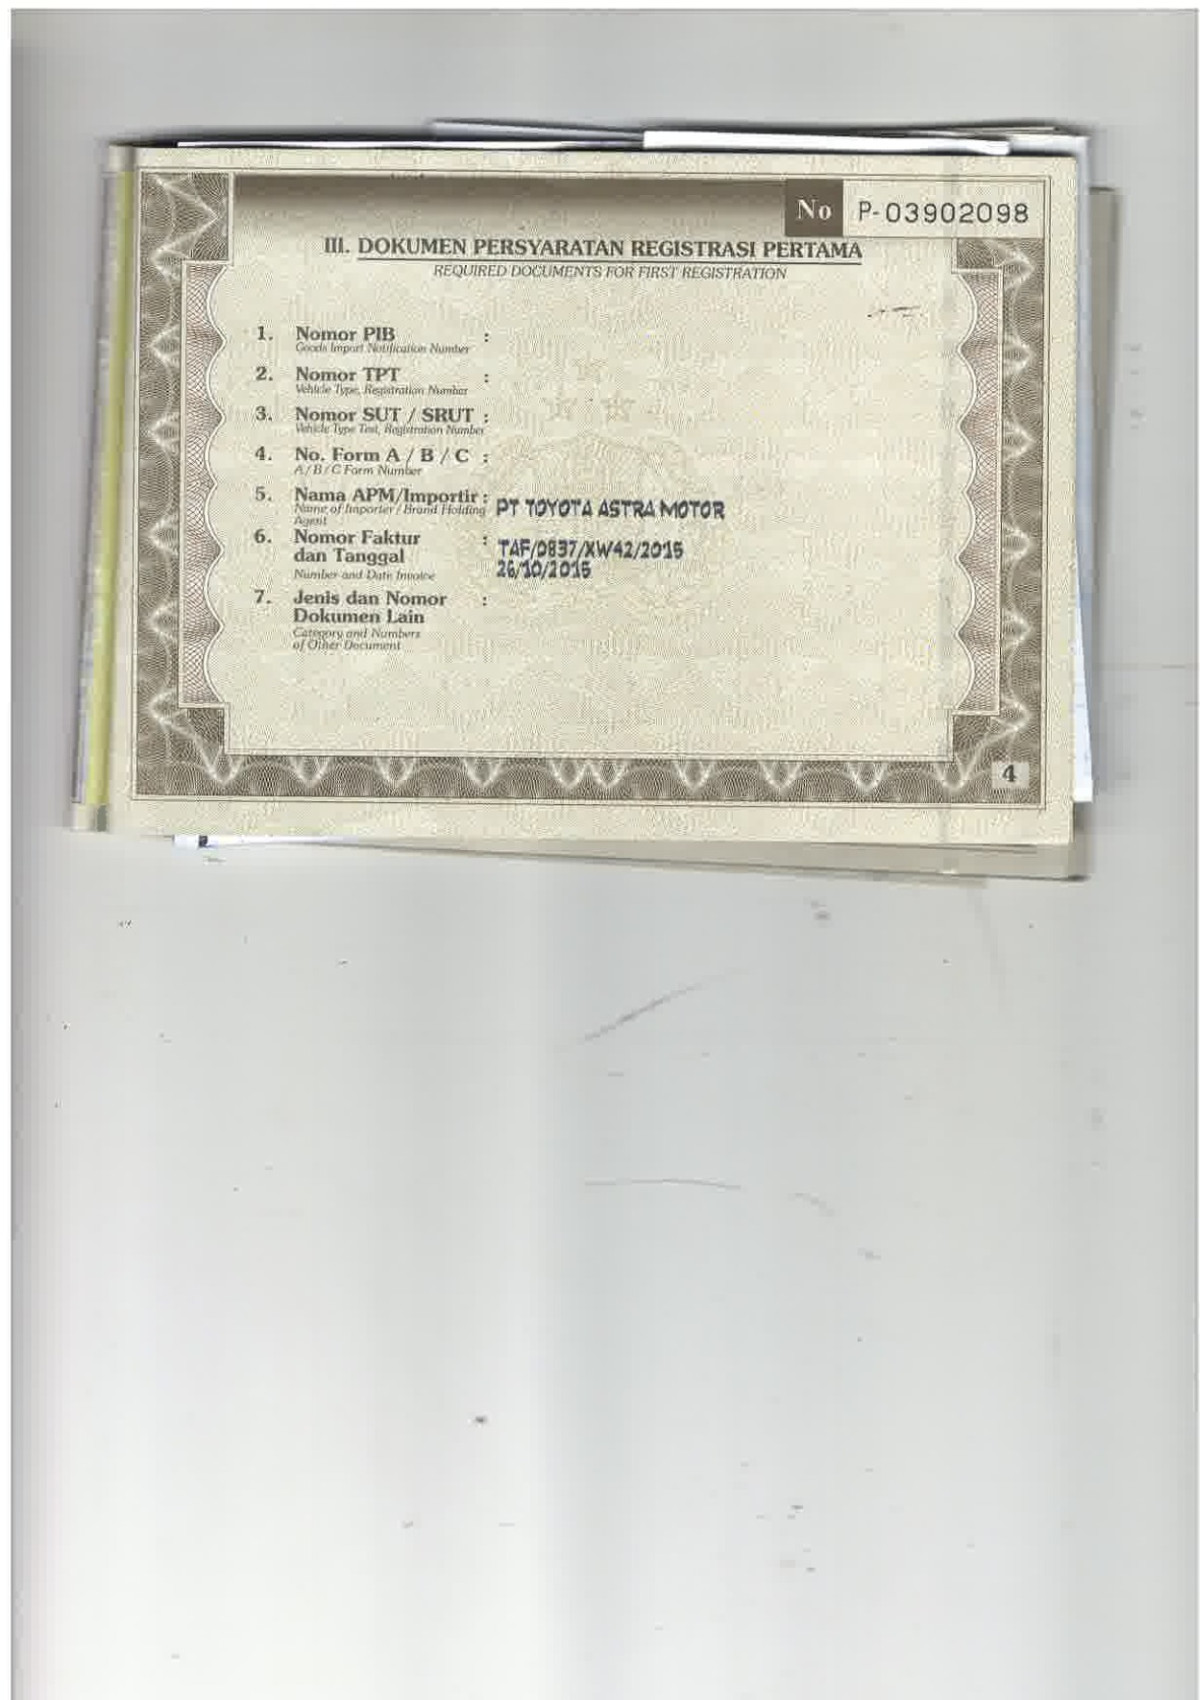 No P-03902098
III. DOKUMEN PERSYARATAN REGISTRASI PERTAMA
REQUIRED DOCUMENTS FOR FIRST REGISTRATION
1. Nomor PIB :
Goods Import Notification Number
2. Nomor TPT :
Vehicle Type, Registration Number
3. Nomor SUT / SRUT :
Vehicle Type Test, Registration Number
4. No. Form A / B / C :
A / B / C Form Number
5. Nama APM/Importir : PT TOYOTA ASTRA MOTOR
Name of Importer / Brand Holding
Agent
6. Nomor Faktur : TAF/0837/XW42/2015
dan Tanggal 26/10/2015
Number and Date Invoice
7. Jenis dan Nomor :
Dokumen Lain
Category and Numbers
of Other Document
4